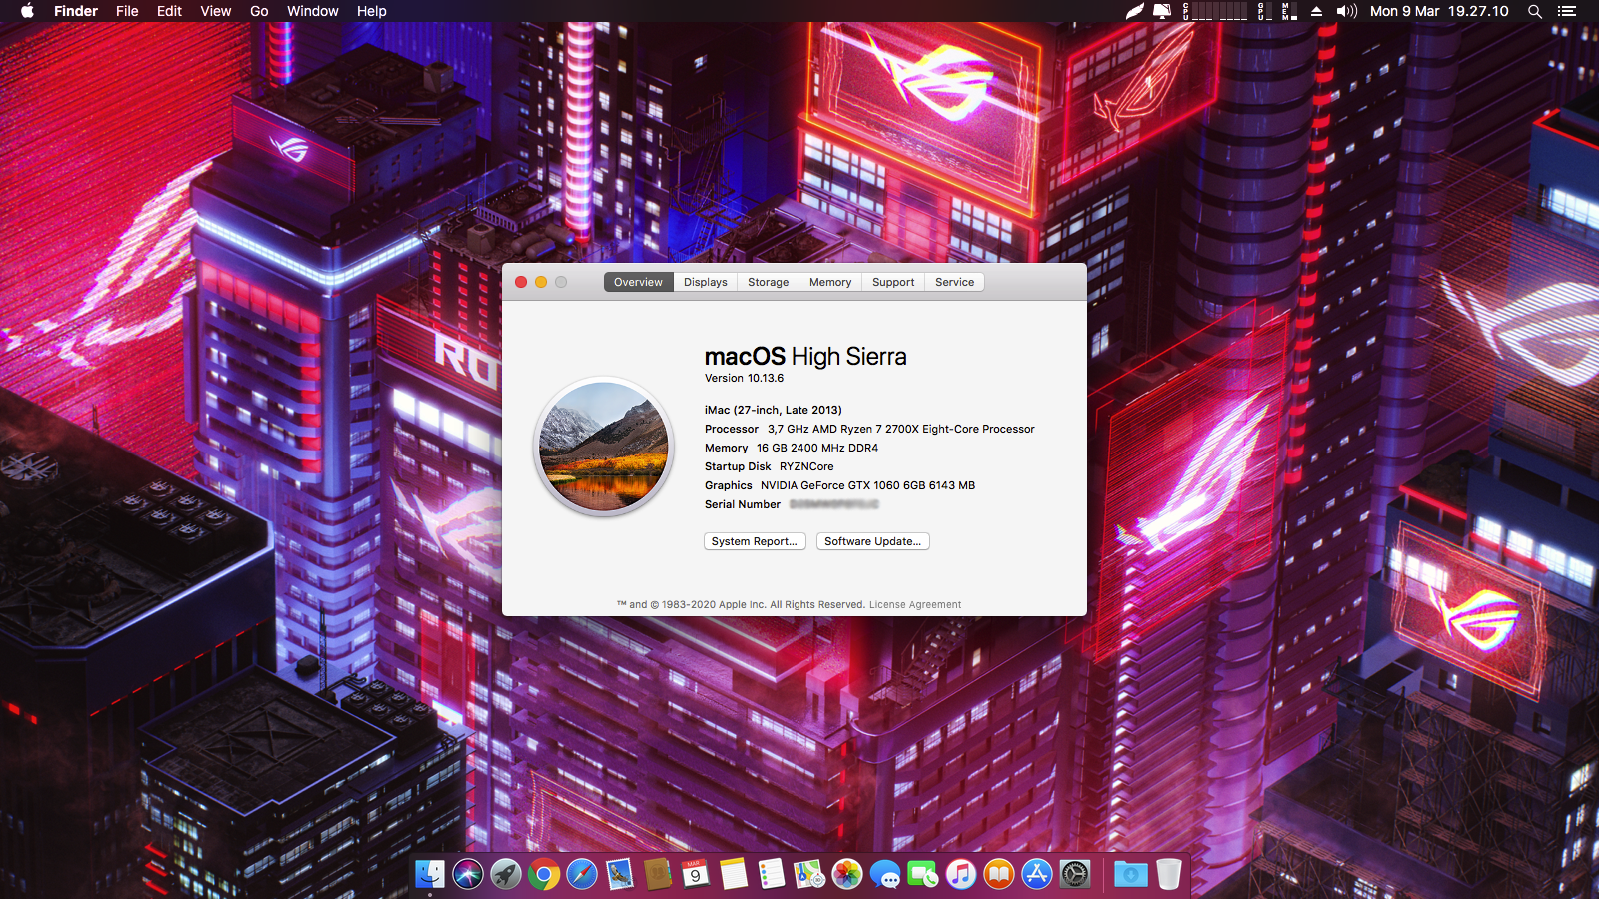 Finder File Edit View Go Window Help
CPU GPU MEM Mon 9 Mar 19.27.10
Overview Displays Storage Memory Support Service
RO
macOS High Sierra
Version 10.13.6
iMac (27-inch, Late 2013)
Processor 3,7 GHz AMD Ryzen 7 2700X Eight-Core Processor
Memory 16 GB 2400 MHz DDR4
Startup Disk RYZNCore
Graphics NVIDIA GeForce GTX 1060 6GB 6143 MB
Serial Number
System Report...
Software Update...
™ and © 1983-2020 Apple Inc. All Rights Reserved. License Agreement
MAR
9